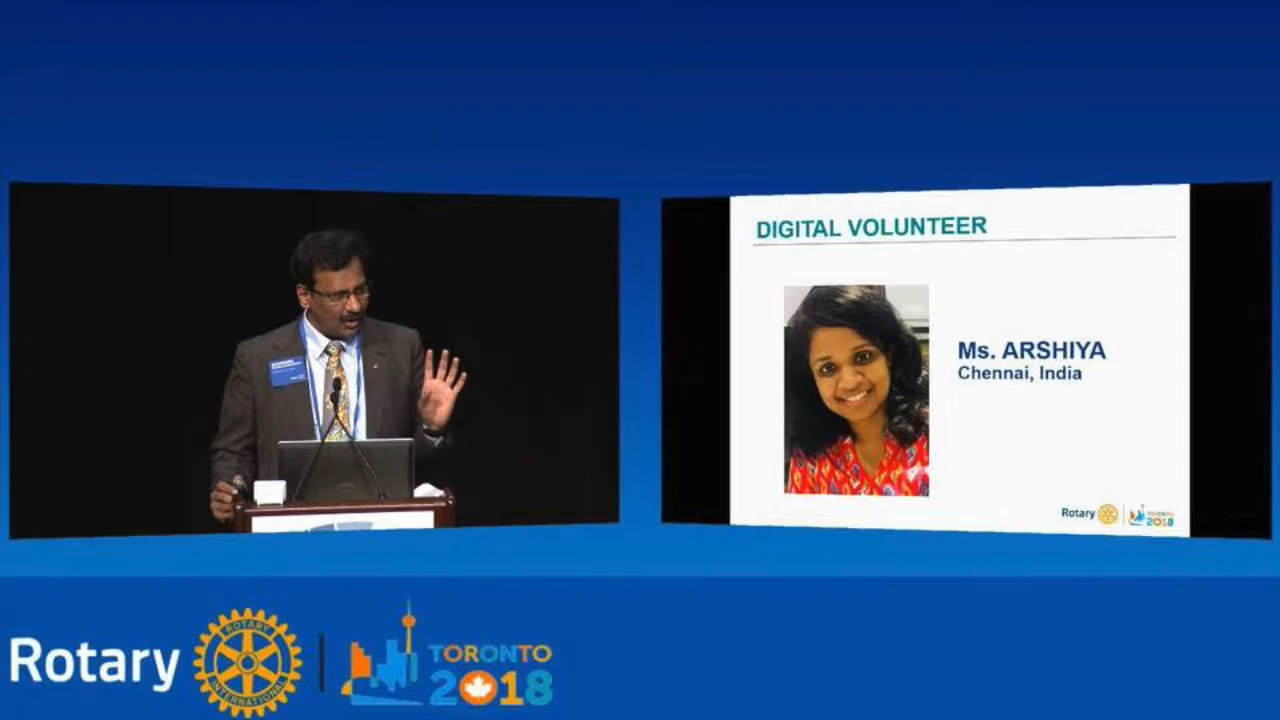 DIGITAL VOLUNTEER
Ms. ARSHIYA
Chennai, India
Rotary
TORONTO
2018
Rotary
ROTARY
INTERNATIONAL
TORONTO
2018